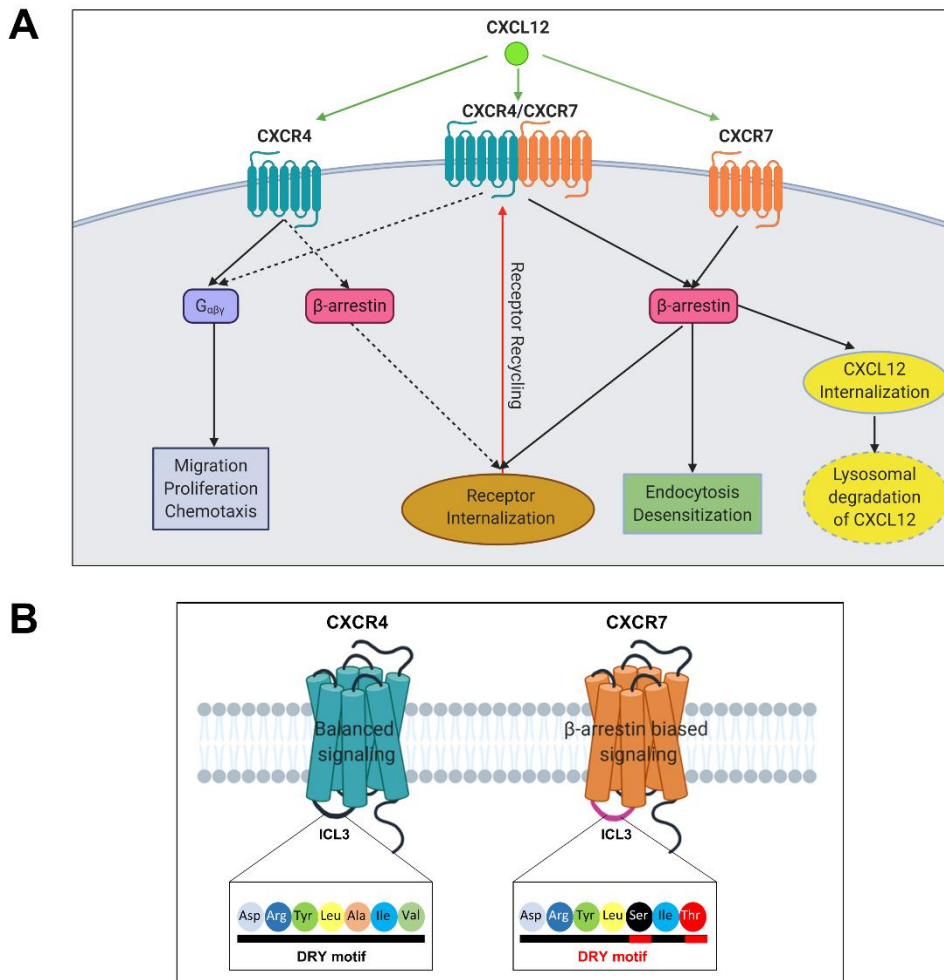 A
CXCL12
CXCR4/CXCR7
CXCR4
CXCR7
G
αβγ
β-arrestin
β-arrestin
Receptor Recycling
CXCL12
Internalization
Migration
Proliferation
Chemotaxis
Receptor
Internalization
Endocytosis
Desensitization
Lysosomal
degradation
of CXCL12
B
CXCR4
CXCR7
Balanced
signaling
β-arrestin biased
signaling
ICL3
ICL3
Asp Arg Tyr Leu Ala Ile Val
DRY motif
Asp Arg Tyr Leu Ser Ile Thr
DRY motif